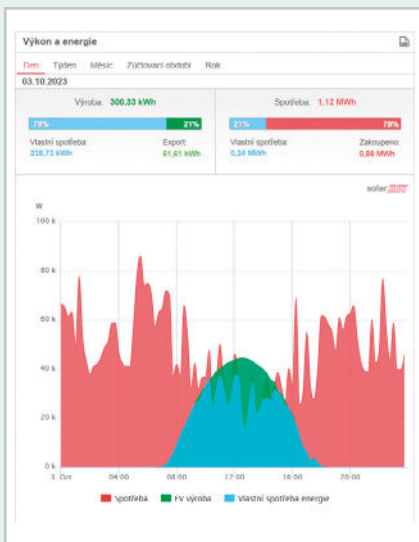 Výkon a energie
Den Týden Měsíc Zúčtovací období Rok
03.10.2023
Výroba: 300,33 kWh
Spotřeba: 1.12 MWh
79% 21%
21% 79%
Vlastní spotřeba: Export:
238,73 kWh 61,61 kWh
Vlastní spotřeba: Zakoupeno:
0,24 MWh 0,88 MWh
solaredge
W
100 k
80 k
60 k
40 k
20 k
0 k
3. Oct 04:00 08:00 12:00 16:00 20:00
Spotřeba FV výroba Vlastní spotřeba energie